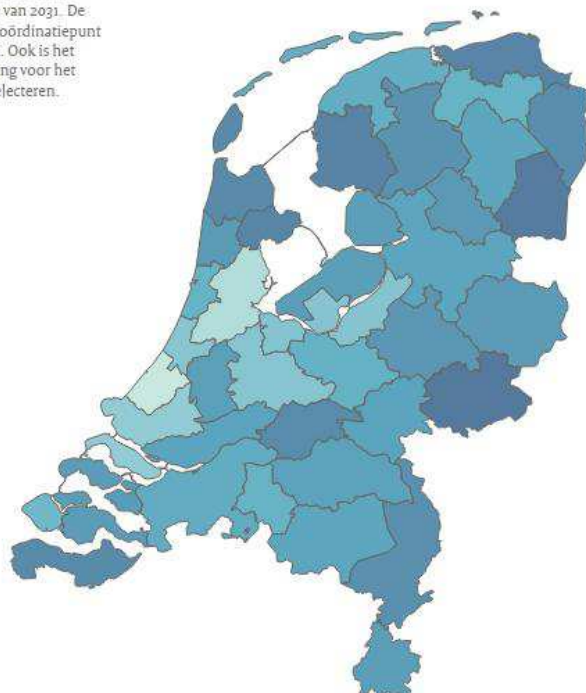 van 2031. De
oördinatiepunt
. Ook is het
ng voor het
electeren.